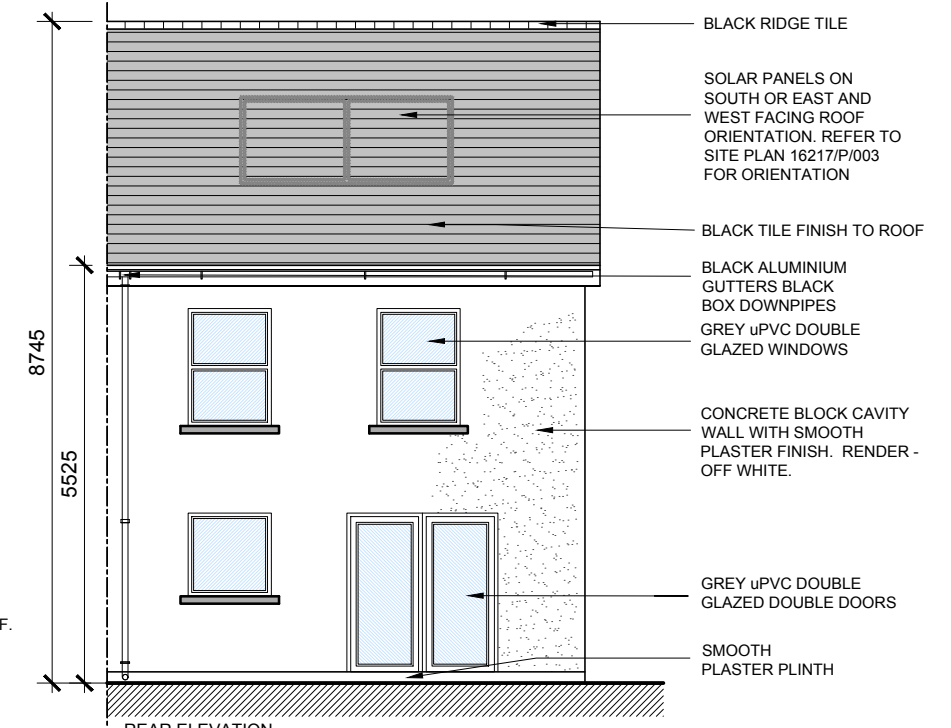 BLACK RIDGE TILE
SOLAR PANELS ON
SOUTH OR EAST AND
WEST FACING ROOF
ORIENTATION. REFER TO
SITE PLAN 16217/P/003
FOR ORIENTATION
BLACK TILE FINISH TO ROOF
BLACK ALUMINIUM
GUTTERS BLACK
BOX DOWNPIPES
GREY uPVC DOUBLE
GLAZED WINDOWS
8745
5525
CONCRETE BLOCK CAVITY
WALL WITH SMOOTH
PLASTER FINISH.  RENDER -
OFF WHITE.
GREY uPVC DOUBLE
GLAZED DOUBLE DOORS
F.
SMOOTH
PLASTER PLINTH
REAR ELEVATION